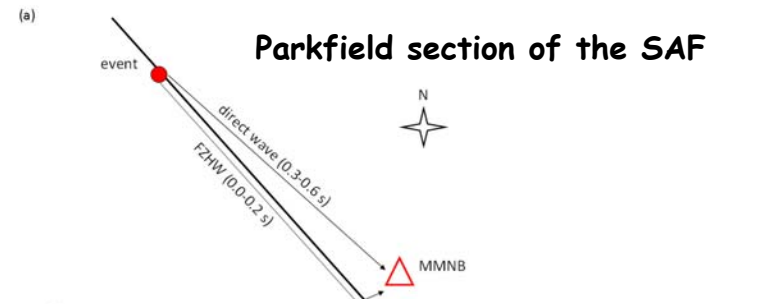 (a)
Parkfield section of the SAF
event
N
direct wave (0.3-0.6 s)
FZHW (0.0-0.2 s)
MMNB